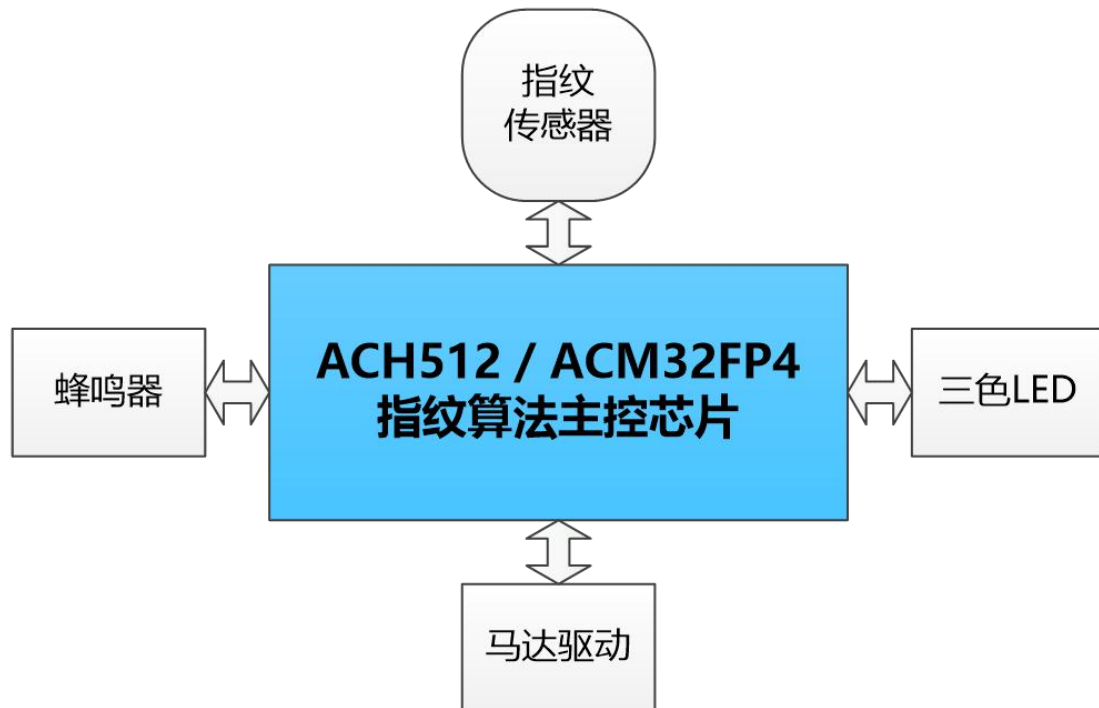 指纹
传感器
ACH512 / ACM32FP4
指纹算法主控芯片
蜂鸣器
三色LED
马达驱动